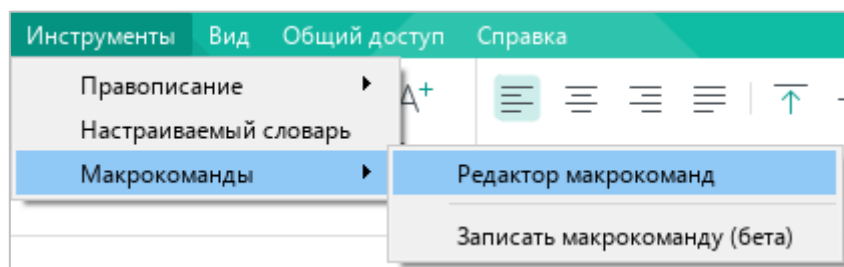 Инструменты Вид Общий доступ Справка
Правописание
A+
Настраиваемый словарь
Макрокоманды
Редактор макрокоманд
Записать макрокоманду (бета)